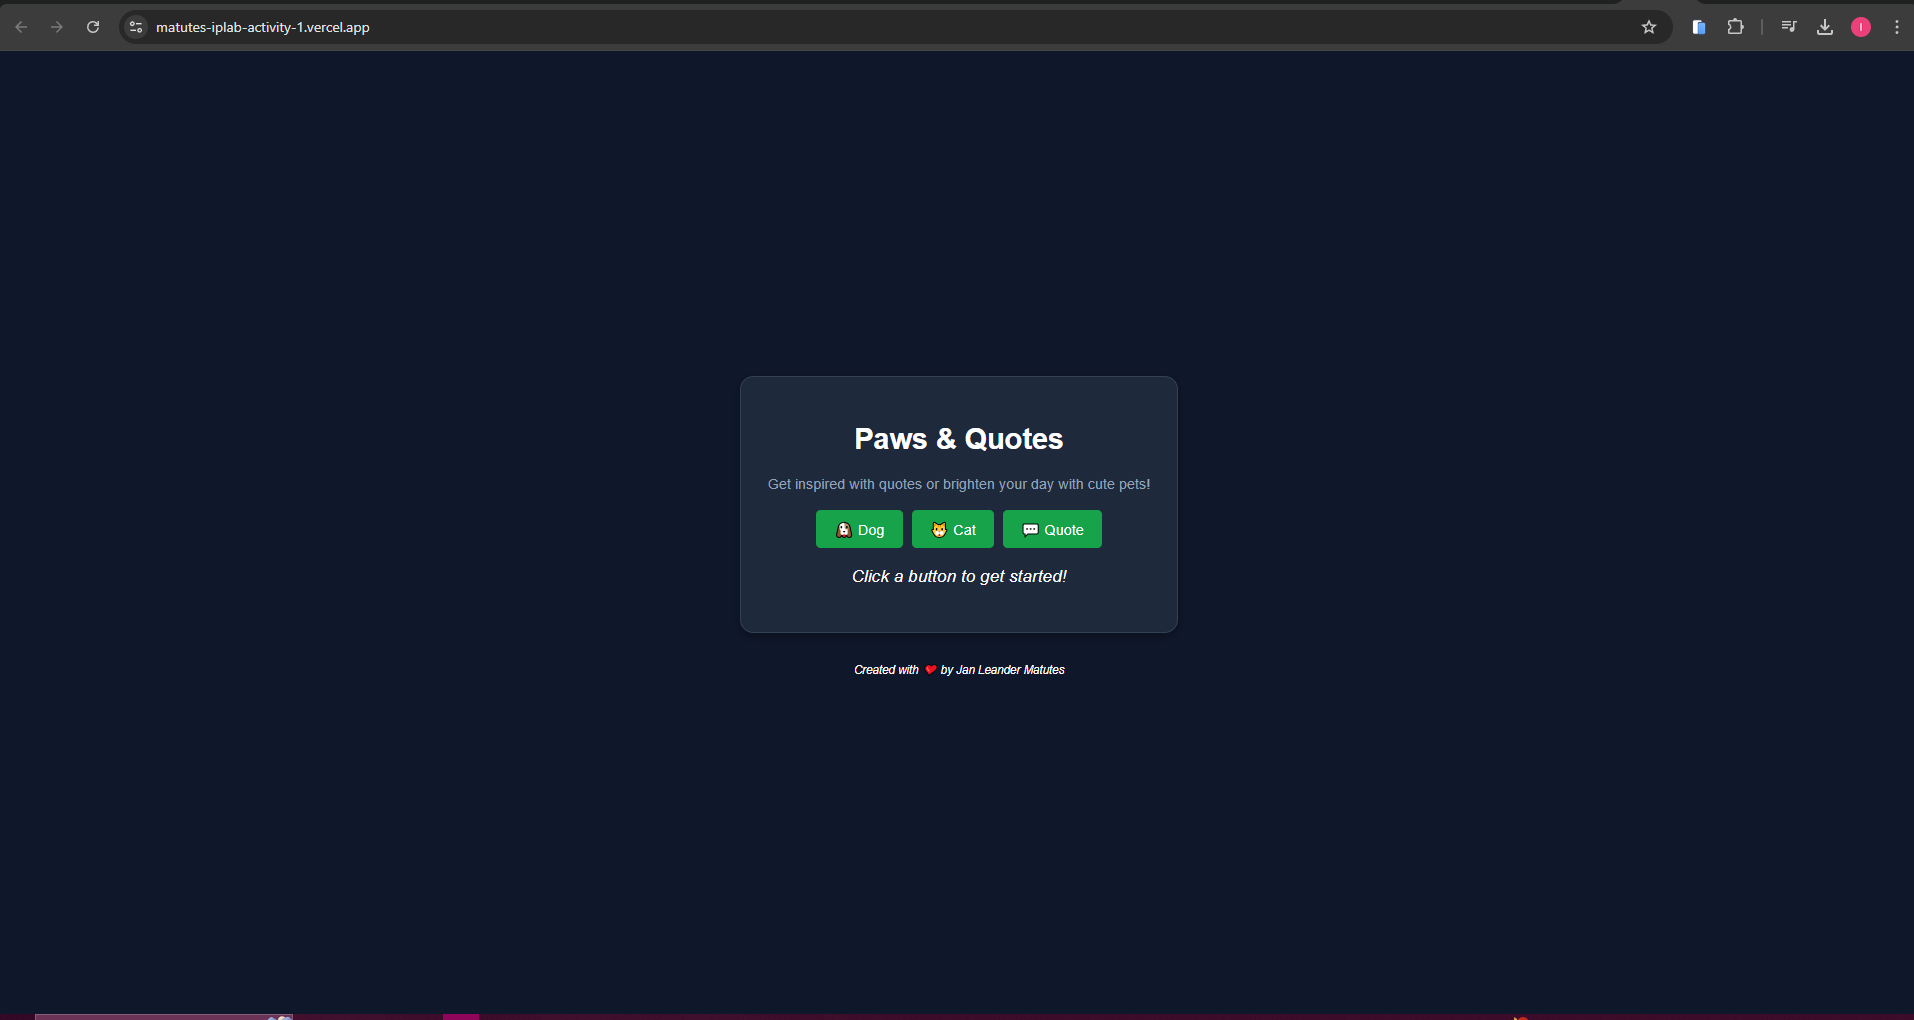 matutes-iplab-activity-1.vercel.app
Paws & Quotes
Get inspired with quotes or brighten your day with cute pets!
Dog
Cat
Quote
Click a button to get started!
Created with ❤️ by Jan Leander Matutes